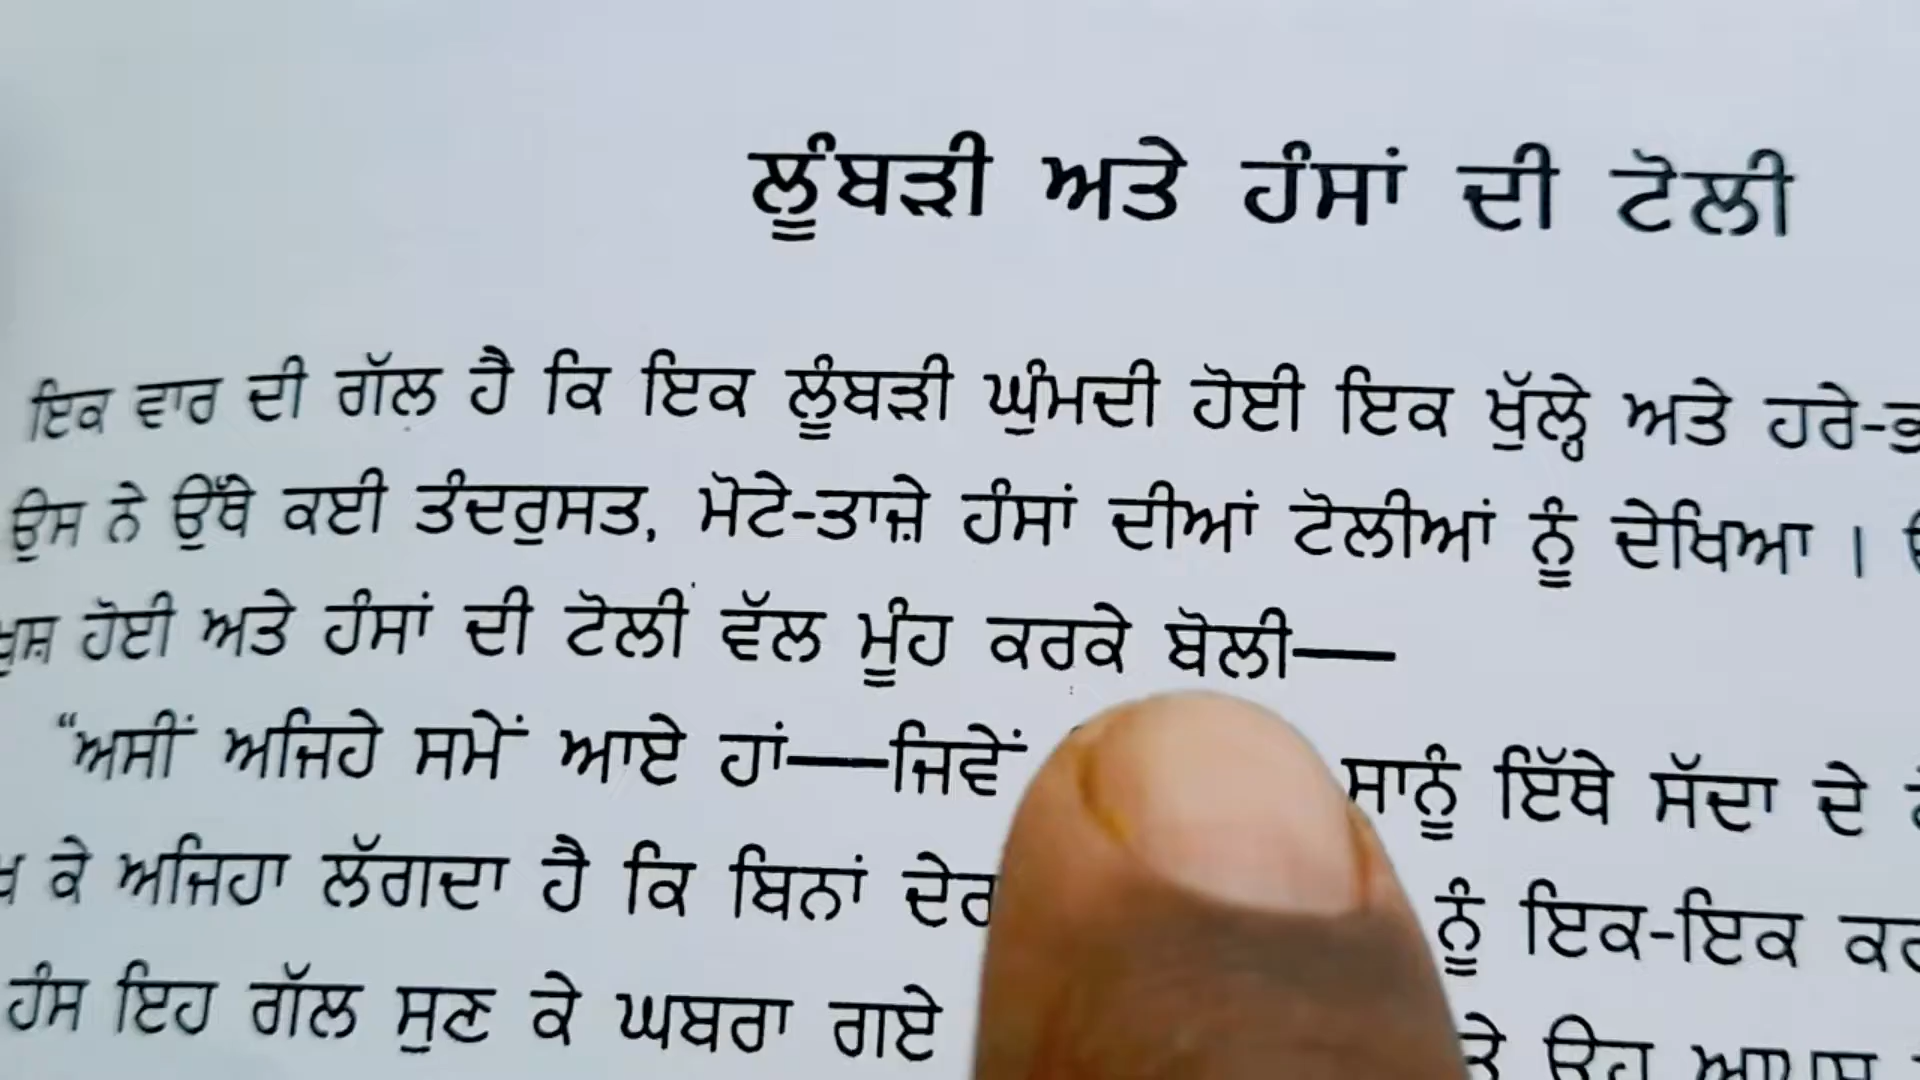 ਲੂੰਬੜੀ ਅਤੇ ਹੰਸਾਂ ਦੀ ਟੋਲੀ
ਇਕ ਵਾਰ ਦੀ ਗੱਲ ਹੈ ਕਿ ਇਕ ਲੂੰਬੜੀ ਘੁੰਮਦੀ ਹੋਈ ਇਕ ਖੁੱਲ੍ਹੇ ਅਤੇ
ਉਸ ਨੇ ਉੱਥੇ ਕਈ ਤੰਦਰੁਸਤ, ਮੋਟੇ-ਤਾਜ਼ੇ ਹੰਸਾਂ ਦੀਆਂ ਟੋਲੀਆਂ ਨੂੰ ਦੇਖਿਆ ।
ਹੋਈ ਅਤੇ ਹੰਸਾਂ ਦੀ ਟੋਲੀ ਵੱਲ ਮੂੰਹ ਕਰਕੇ ਬੋਲੀ—
“ਅਸੀਂ ਅਜਿਹੇ ਸਮੇਂ ਆਏ ਹਾਂ—ਜਿਵੇਂ ਸਾਨੂੰ ਇੱਥੇ ਸੱਦਾ ਦੇ
ਕੇ ਅਜਿਹਾ ਲੱਗਦਾ ਹੈ ਕਿ ਬਿਨਾਂ ਨੂੰ ਇਕ-ਇਕ
ਹੰਸ ਇਹ ਗੱਲ ਸੁਣ ਕੇ ਘਬਰਾ ਗਏ